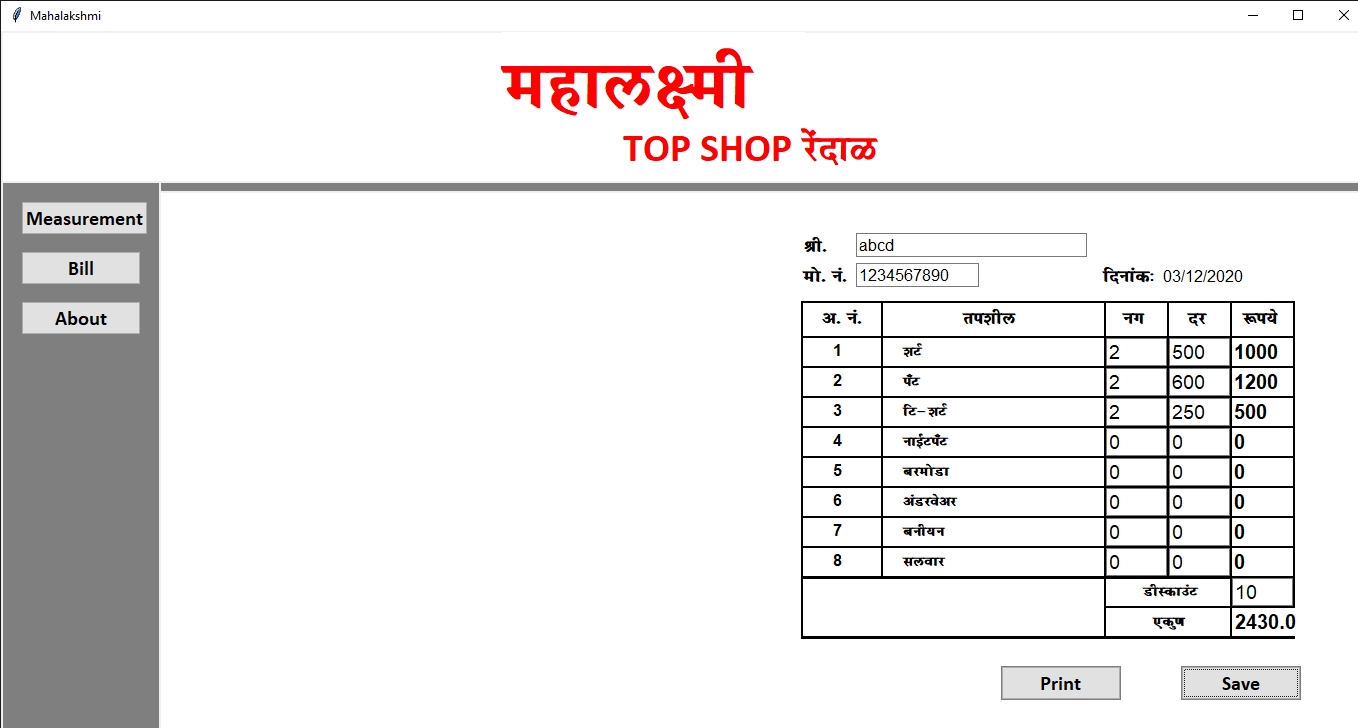 Mahalakshmi
महालक्ष्मी
TOP SHOP रेंदाळ
Measurement
Bill
About
श्री. abcd
मो. नं. 1234567890 दिनांकः 03/12/2020
अ. नं. तपशील नग दर रूपये
1 शर्ट 2 500 1000
2 पँट 2 600 1200
3 टि-शर्ट 2 250 500
4 नाईटपँट 0 0 0
5 बरमोडा 0 0 0
6 अंडरवेअर 0 0 0
7 बनीयन 0 0 0
8 सलवार 0 0 0
डीस्काउंट 10
एकुण 2430.0
Print Save